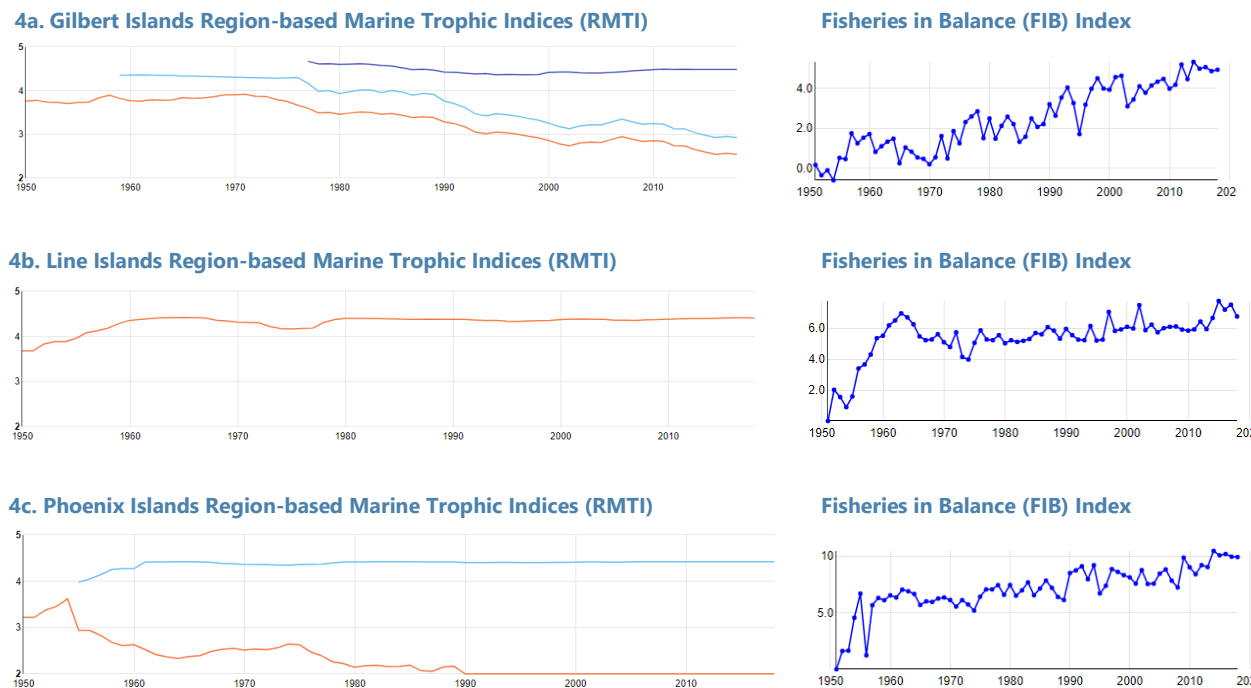 4a. Gilbert Islands Region-based Marine Trophic Indices (RMTI)
Fisheries in Balance (FIB) Index
5
4
3
2
1950 1960 1970 1980 1990 2000 2010
4.0
2.0
0.0
1950 1960 1970 1980 1990 2000 2010 202
4b. Line Islands Region-based Marine Trophic Indices (RMTI)
Fisheries in Balance (FIB) Index
5
4
3
2
1950 1960 1970 1980 1990 2000 2010
6.0
4.0
2.0
1950 1960 1970 1980 1990 2000 2010 20
4c. Phoenix Islands Region-based Marine Trophic Indices (RMTI)
Fisheries in Balance (FIB) Index
5
4
3
2
1950 1960 1970 1980 1990 2000 2010
10
5.0
1950 1960 1970 1980 1990 2000 2010 20